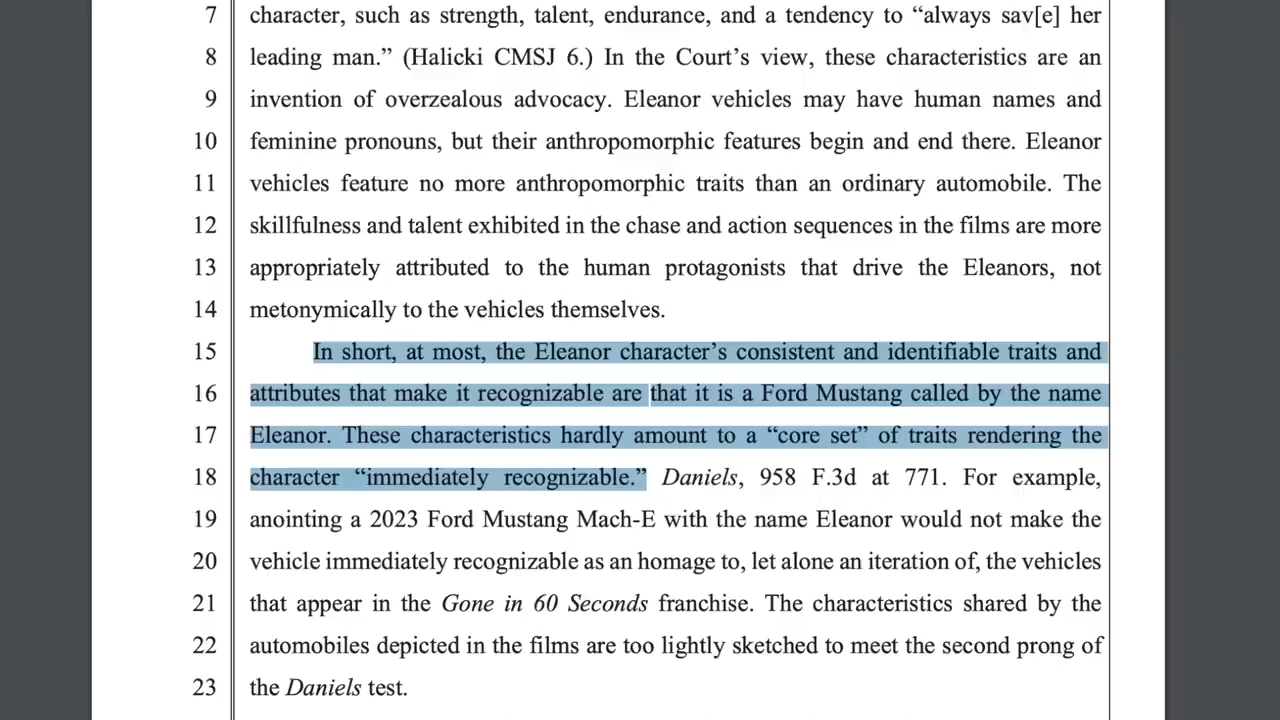 7 character, such as strength, talent, endurance, and a tendency to “always sav[e] her
8 leading man.” (Halicki CMSJ 6.) In the Court’s view, these characteristics are an
9 invention of overzealous advocacy. Eleanor vehicles may have human names and
10 feminine pronouns, but their anthropomorphic features begin and end there. Eleanor
11 vehicles feature no more anthropomorphic traits than an ordinary automobile. The
12 skillfulness and talent exhibited in the chase and action sequences in the films are more
13 appropriately attributed to the human protagonists that drive the Eleanors, not
14 metonymically to the vehicles themselves.
15 In short, at most, the Eleanor character’s consistent and identifiable traits and
16 attributes that make it recognizable are that it is a Ford Mustang called by the name
17 Eleanor. These characteristics hardly amount to a “core set” of traits rendering the
18 character “immediately recognizable.” Daniels, 958 F.3d at 771. For example,
19 anointing a 2023 Ford Mustang Mach-E with the name Eleanor would not make the
20 vehicle immediately recognizable as an homage to, let alone an iteration of, the vehicles
21 that appear in the Gone in 60 Seconds franchise. The characteristics shared by the
22 automobiles depicted in the films are too lightly sketched to meet the second prong of
23 the Daniels test.